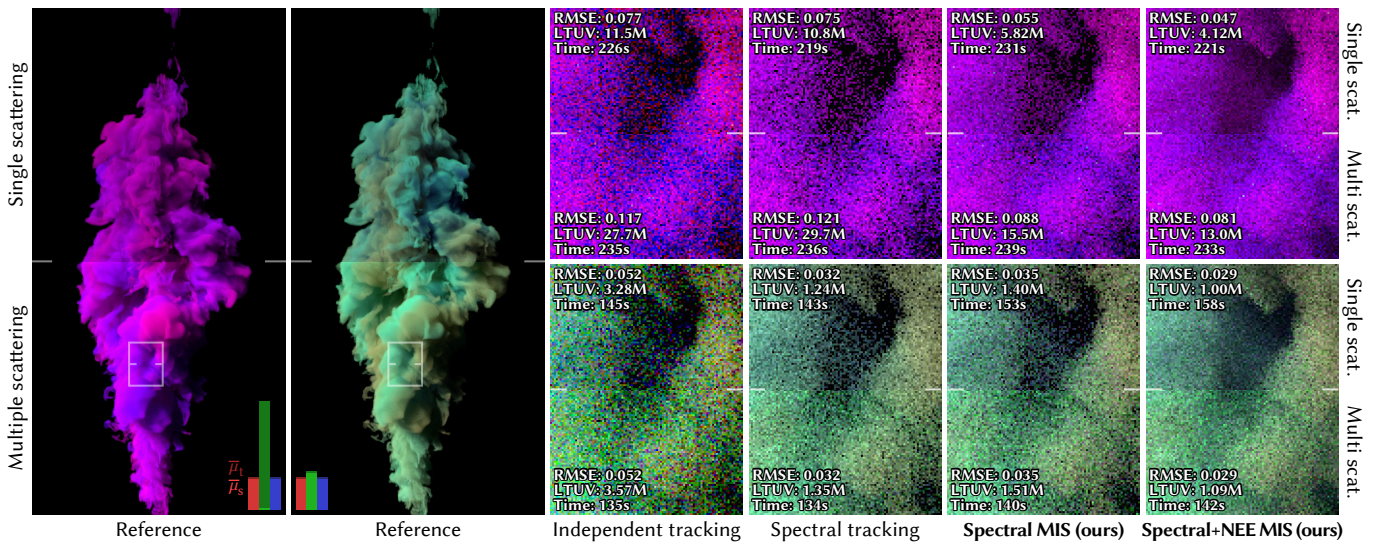 Single scattering
Multiple scattering
μ̅t
μ̅s
RMSE: 0.077
LTUV: 11.5M
Time: 226s
RMSE: 0.117
LTUV: 27.7M
Time: 235s
RMSE: 0.075
LTUV: 10.8M
Time: 219s
RMSE: 0.121
LTUV: 29.7M
Time: 236s
RMSE: 0.055
LTUV: 5.82M
Time: 231s
RMSE: 0.088
LTUV: 15.5M
Time: 239s
RMSE: 0.047
LTUV: 4.12M
Time: 221s
RMSE: 0.081
LTUV: 13.0M
Time: 233s
Single scat.
Multi scat.
RMSE: 0.052
LTUV: 3.28M
Time: 145s
RMSE: 0.052
LTUV: 3.57M
Time: 135s
RMSE: 0.032
LTUV: 1.24M
Time: 143s
RMSE: 0.032
LTUV: 1.35M
Time: 134s
RMSE: 0.035
LTUV: 1.40M
Time: 153s
RMSE: 0.035
LTUV: 1.51M
Time: 140s
RMSE: 0.029
LTUV: 1.00M
Time: 158s
RMSE: 0.029
LTUV: 1.09M
Time: 142s
Single scat.
Multi scat.
Reference
Reference
Independent tracking
Spectral tracking
Spectral MIS (ours)
Spectral+NEE MIS (ours)